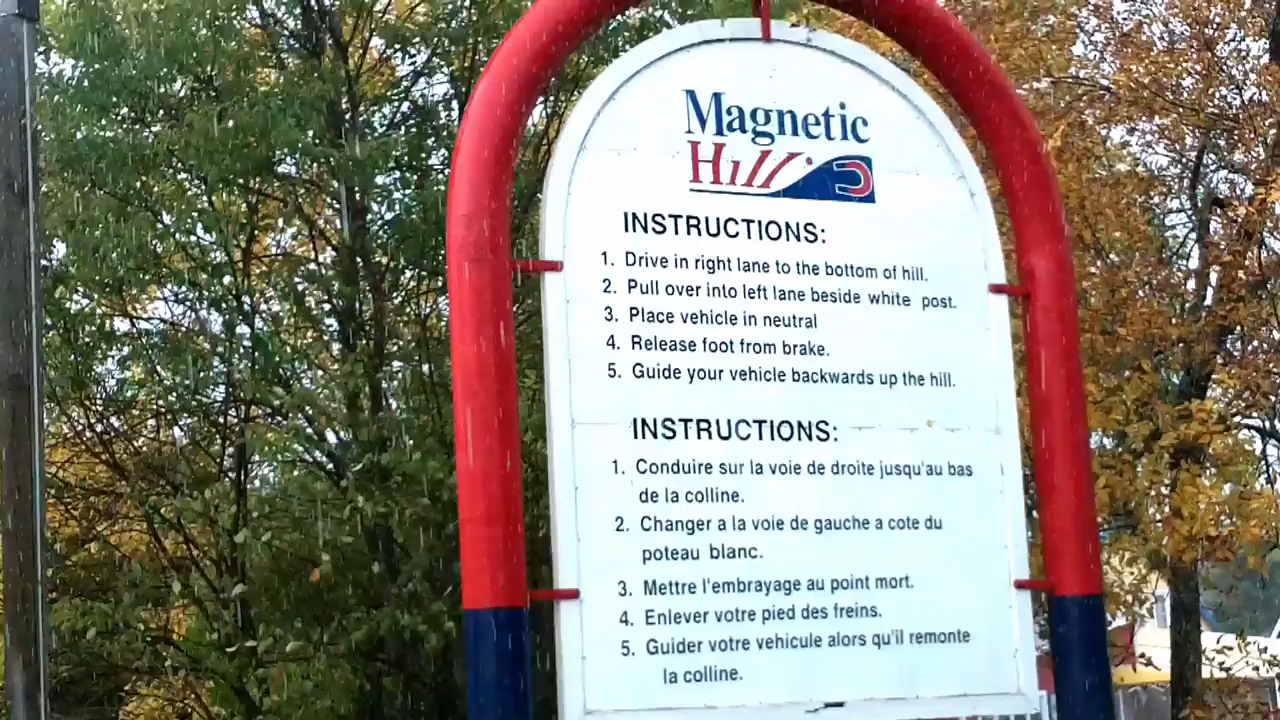 Magnetic
Hill
INSTRUCTIONS:
1. Drive in right lane to the bottom of hill.
2. Pull over into left lane beside white post.
3. Place vehicle in neutral
4. Release foot from brake.
5. Guide your vehicle backwards up the hill.
INSTRUCTIONS:
1. Conduire sur la voie de droite jusqu'au bas
de la colline.
2. Changer a la voie de gauche a cote du
poteau blanc.
3. Mettre l'embrayage au point mort.
4. Enlever votre pied des freins.
5. Guider votre vehicule alors qu'il remonte
la colline.